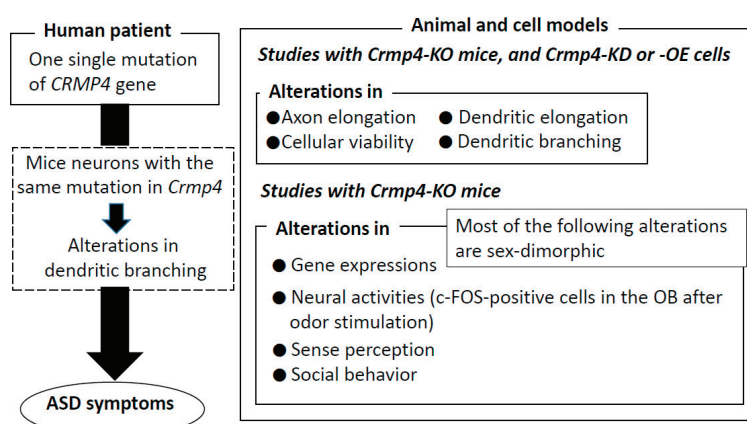 Human patient
One single mutation
of CRMP4 gene
Mice neurons with the
same mutation in Crmp4
Alterations in
dendritic branching
ASD symptoms
Animal and cell models
Studies with Crmp4-KO mice, and Crmp4-KD or -OE cells
Alterations in
●Axon elongation ● Dendritic elongation
●Cellular viability ● Dendritic branching
Studies with Crmp4-KO mice
Alterations in
Most of the following alterations
are sex-dimorphic
● Gene expressions
● Neural activities (c-FOS-positive cells in the OB after
odor stimulation)
● Sense perception
● Social behavior